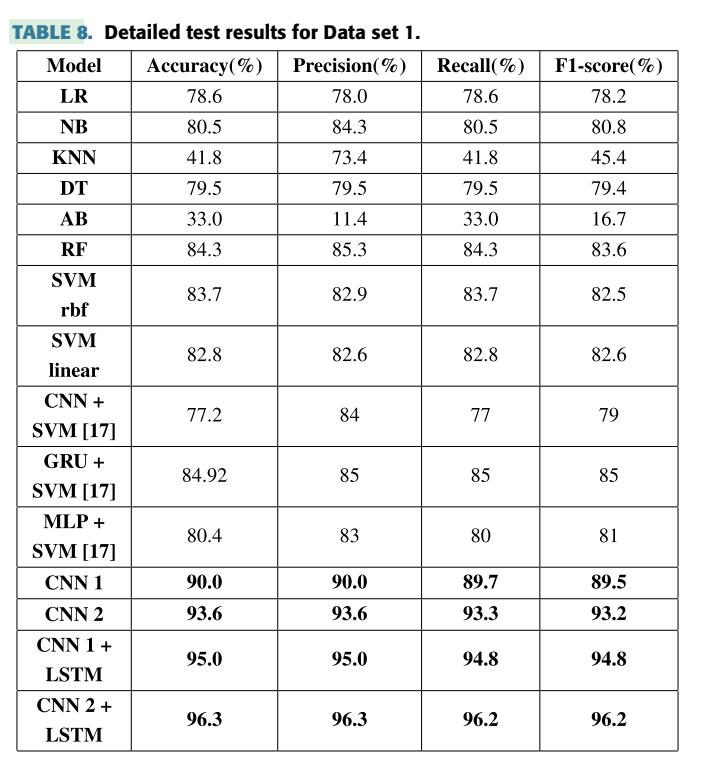 TABLE 8. Detailed test results for Data set 1.
Model Accuracy(%) Precision(%) Recall(%) F1-score(%)
LR 78.6 78.0 78.6 78.2
NB 80.5 84.3 80.5 80.8
KNN 41.8 73.4 41.8 45.4
DT 79.5 79.5 79.5 79.4
AB 33.0 11.4 33.0 16.7
RF 84.3 85.3 84.3 83.6
SVM
rbf 83.7 82.9 83.7 82.5
SVM
linear 82.8 82.6 82.8 82.6
CNN +
SVM [17] 77.2 84 77 79
GRU +
SVM [17] 84.92 85 85 85
MLP +
SVM [17] 80.4 83 80 81
CNN 1 90.0 90.0 89.7 89.5
CNN 2 93.6 93.6 93.3 93.2
CNN 1 +
LSTM 95.0 95.0 94.8 94.8
CNN 2 +
LSTM 96.3 96.3 96.2 96.2